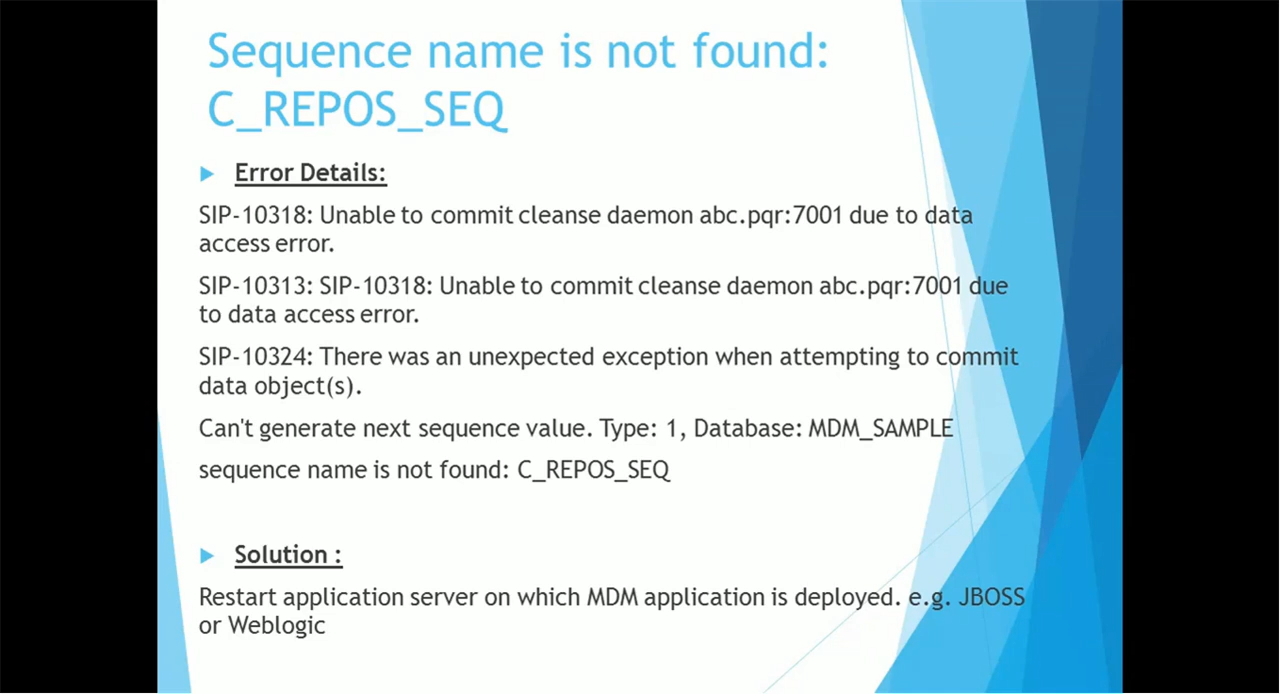 Sequence name is not found:
C_REPOS_SEQ
Error Details:
SIP-10318: Unable to commit cleanse daemon abc.pqr:7001 due to data
access error.
SIP-10313: SIP-10318: Unable to commit cleanse daemon abc.pqr:7001 due
to data access error.
SIP-10324: There was an unexpected exception when attempting to commit
data object(s).
Can't generate next sequence value. Type: 1, Database: MDM_SAMPLE
sequence name is not found: C_REPOS_SEQ
Solution :
Restart application server on which MDM application is deployed. e.g. JBOSS
or Weblogic